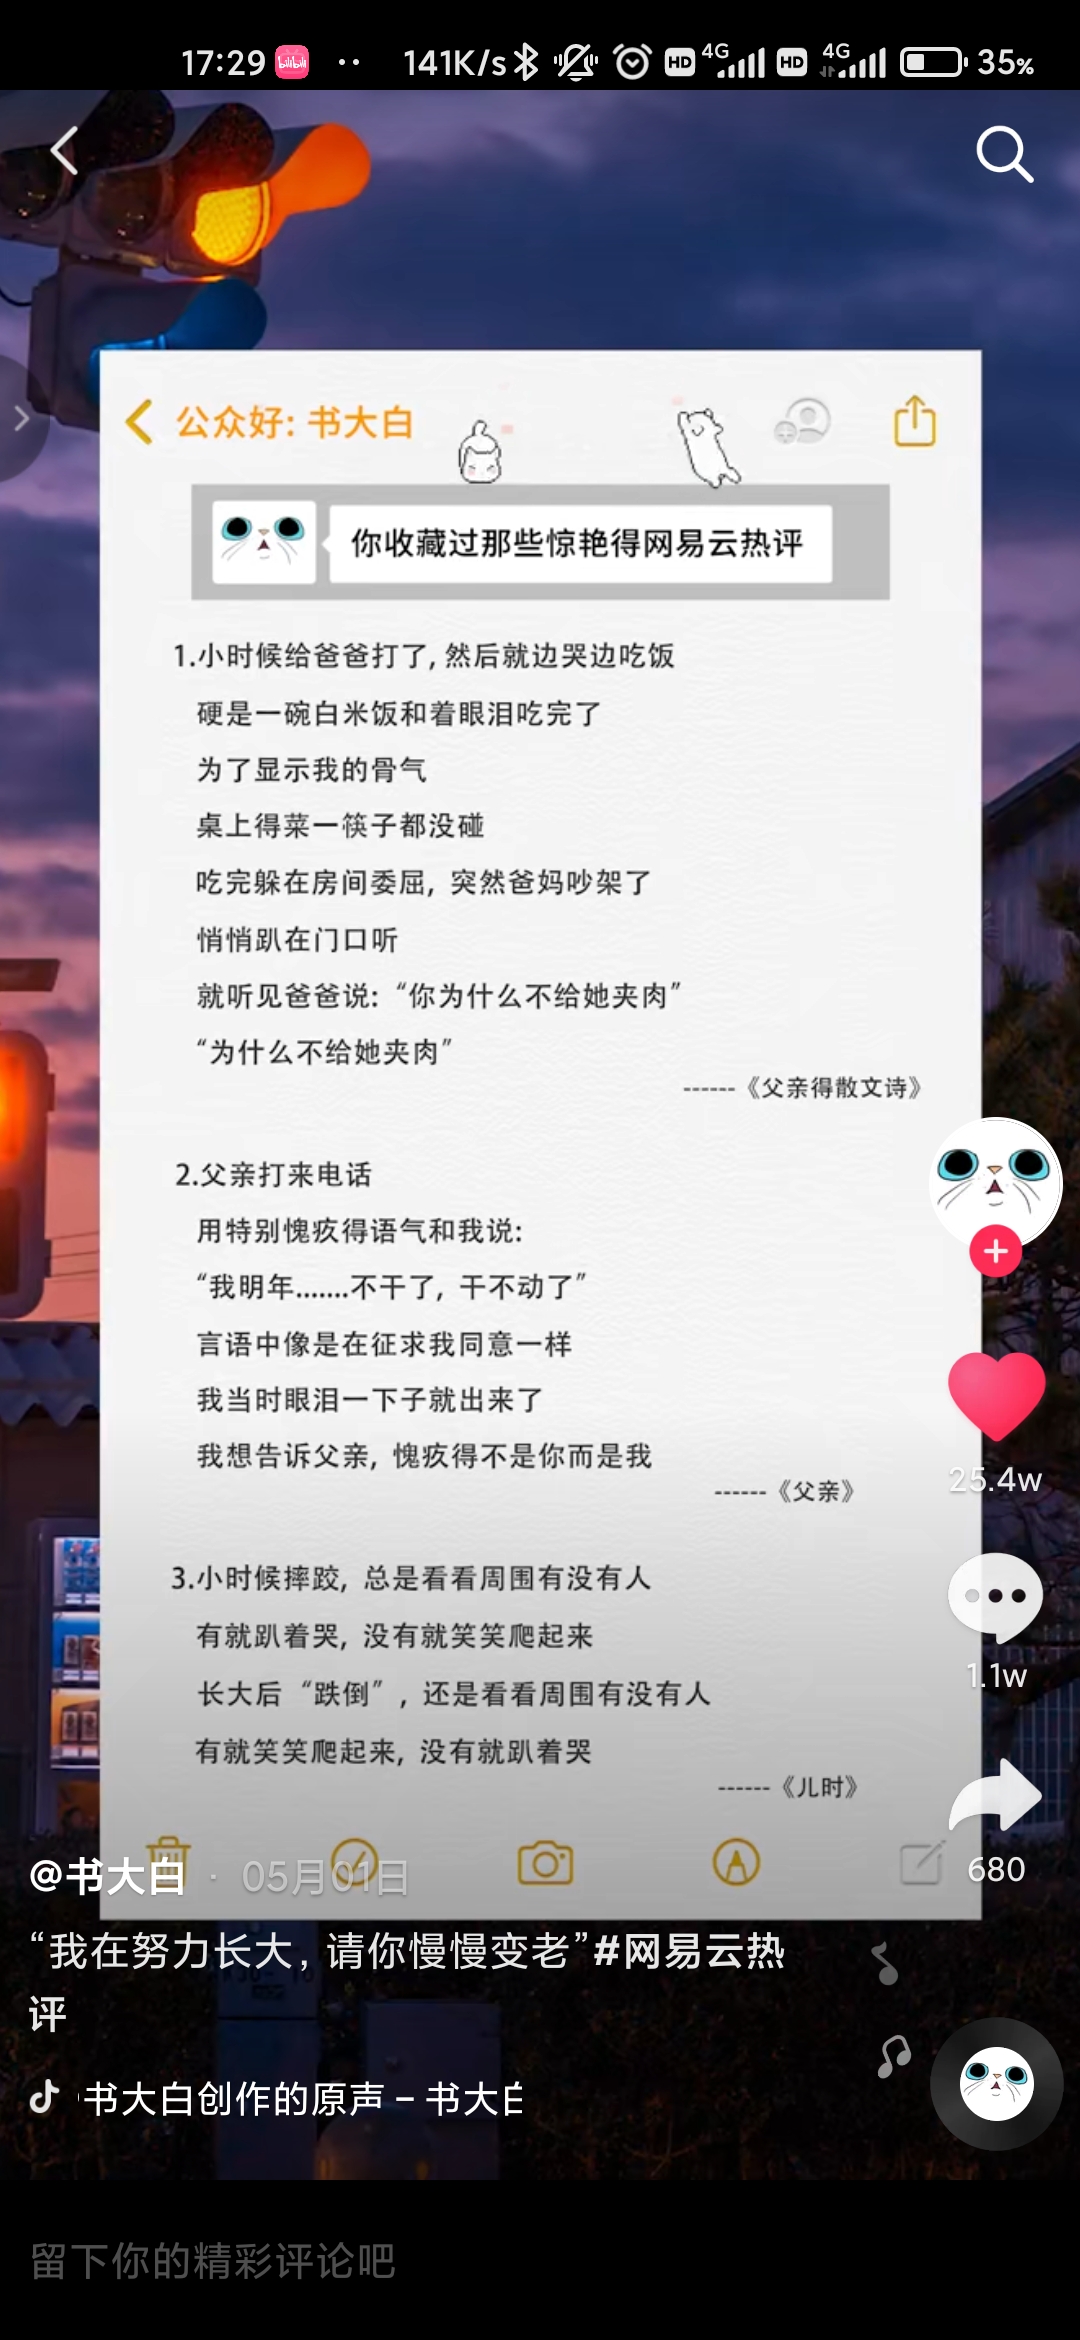 17:29
bilibili
141K/s
HD
4G
HD
4G
35%
公众好: 书大白
你收藏过那些惊艳得网易云热评
1.小时候给爸爸打了, 然后就边哭边吃饭
硬是一碗白米饭和着眼泪吃完了
为了显示我的骨气
桌上得菜一筷子都没碰
吃完躲在房间委屈, 突然爸妈吵架了
悄悄趴在门口听
就听见爸爸说: “你为什么不给她夹肉”
“为什么不给她夹肉”
------《父亲得散文诗》
2.父亲打来电话
用特别愧疚得语气和我说:
“我明年.......不干了, 干不动了”
言语中像是在征求我同意一样
我当时眼泪一下子就出来了
我想告诉父亲, 愧疚得不是你而是我
------《父亲》
3.小时候摔跤, 总是看看周围有没有人
有就趴着哭, 没有就笑笑爬起来
长大后 “跌倒” , 还是看看周围有没有人
有就笑笑爬起来, 没有就趴着哭
------《儿时》
25.4w
1.1w
680
@书大白 · 05月01日
“我在努力长大, 请你慢慢变老”#网易云热
评
书大白创作的原声 – 书大白
留下你的精彩评论吧